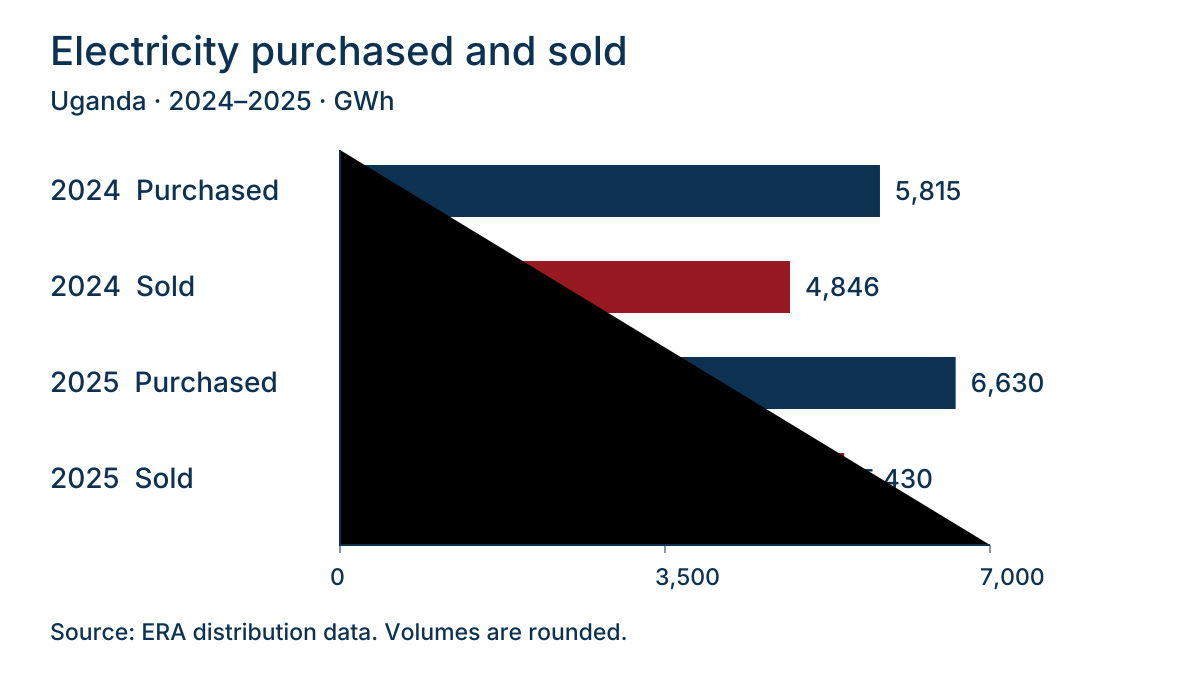 Electricity purchased and sold
Uganda · 2024–2025 · GWh
2024 Purchased 5,815
2024 Sold 4,846
2025 Purchased 6,630
2025 Sold
0 3,500 7,000
Source: ERA distribution data. Volumes are rounded.